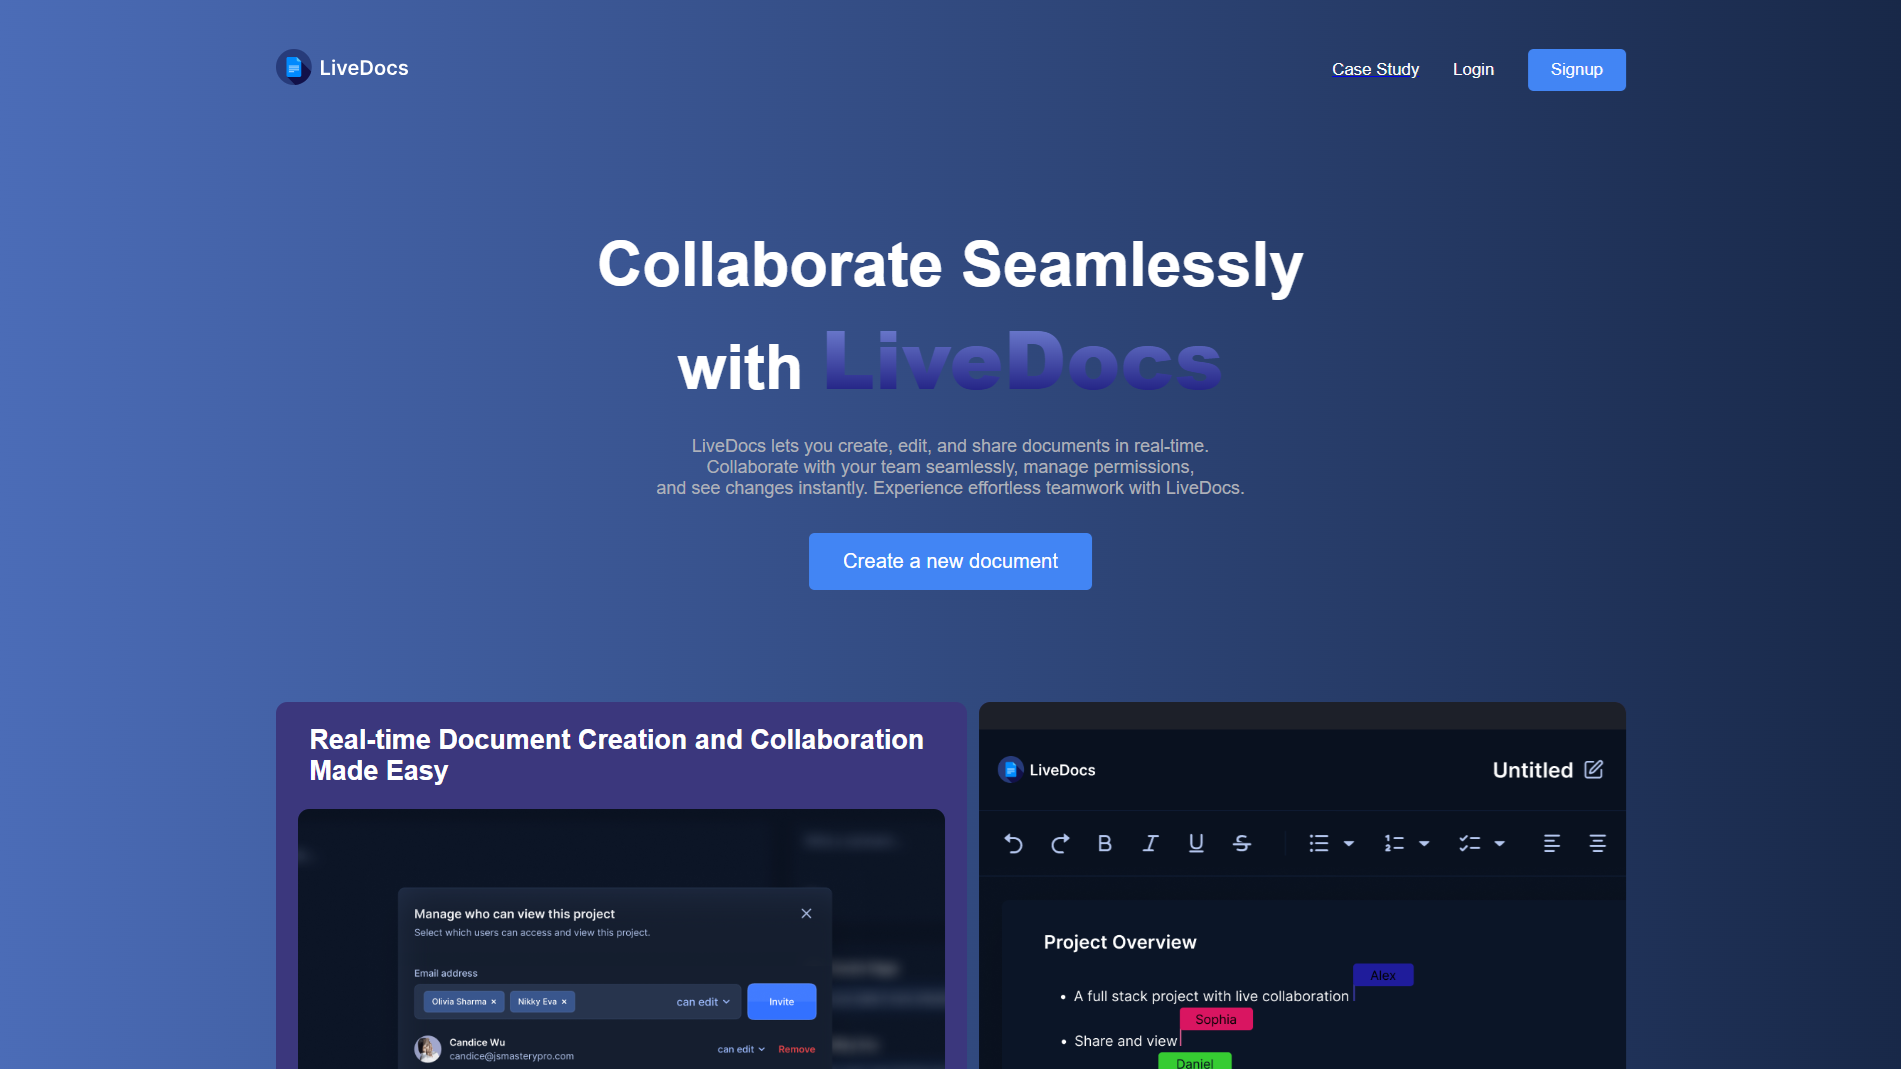 LiveDocs
Case Study
Login
Signup
Collaborate Seamlessly
with LiveDocs
LiveDocs lets you create, edit, and share documents in real-time.
Collaborate with your team seamlessly, manage permissions,
and see changes instantly. Experience effortless teamwork with LiveDocs.
Create a new document
Real-time Document Creation and Collaboration
Made Easy
Manage who can view this project
Select which users can access and view this project.
Email address
Olivia Sharma × Nikky Eva × can edit Invite
Candice Wu
candice@jsmasterypro.com
can edit Remove
LiveDocs
Untitled
Project Overview
Alex
• A full stack project with live collaboration
Sophia
• Share and view
Daniel